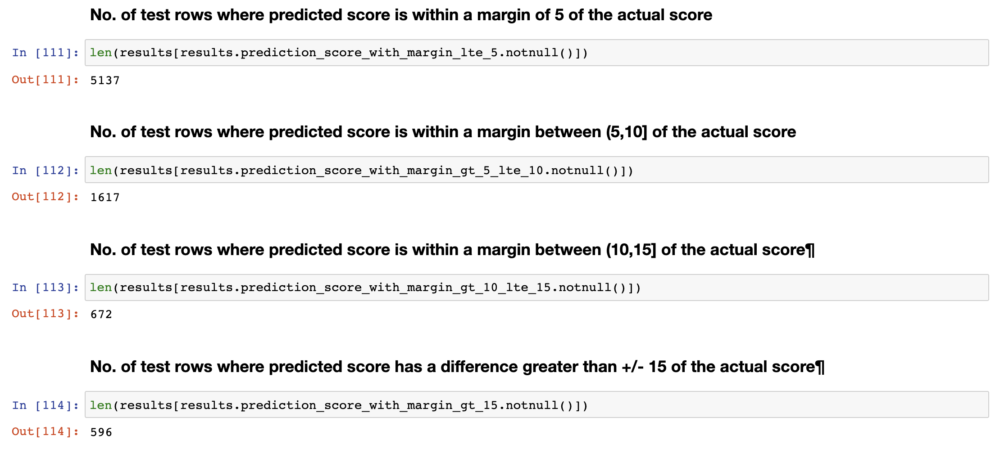 No. of test rows where predicted score is within a margin of 5 of the actual score
In [111]: len(results[results.prediction_score_with_margin_lte_5.notnull()])
Out[111]: 5137
No. of test rows where predicted score is within a margin between (5,10] of the actual score
In [112]: len(results[results.prediction_score_with_margin_gt_5_lte_10.notnull()])
Out[112]: 1617
No. of test rows where predicted score is within a margin between (10,15] of the actual score¶
In [113]: len(results[results.prediction_score_with_margin_gt_10_lte_15.notnull()])
Out[113]: 672
No. of test rows where predicted score has a difference greater than +/- 15 of the actual score¶
In [114]: len(results[results.prediction_score_with_margin_gt_15.notnull()])
Out[114]: 596